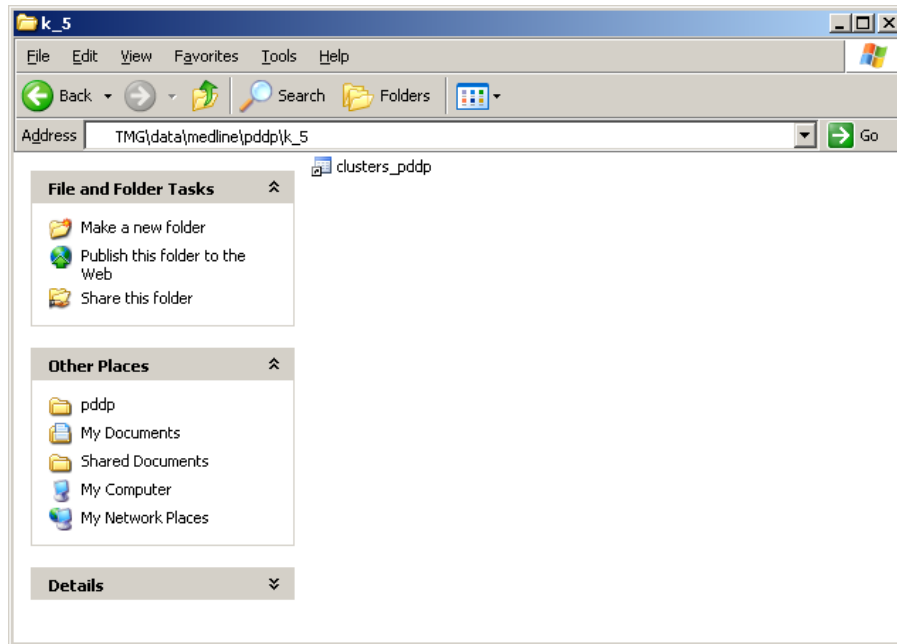 k_5
File Edit View Favorites Tools Help
Back Search Folders
Address TMG\data\medline\pddp\k_5 Go
clusters_pddp
File and Folder Tasks
Make a new folder
Publish this folder to the
Web
Share this folder
Other Places
pddp
My Documents
Shared Documents
My Computer
My Network Places
Details